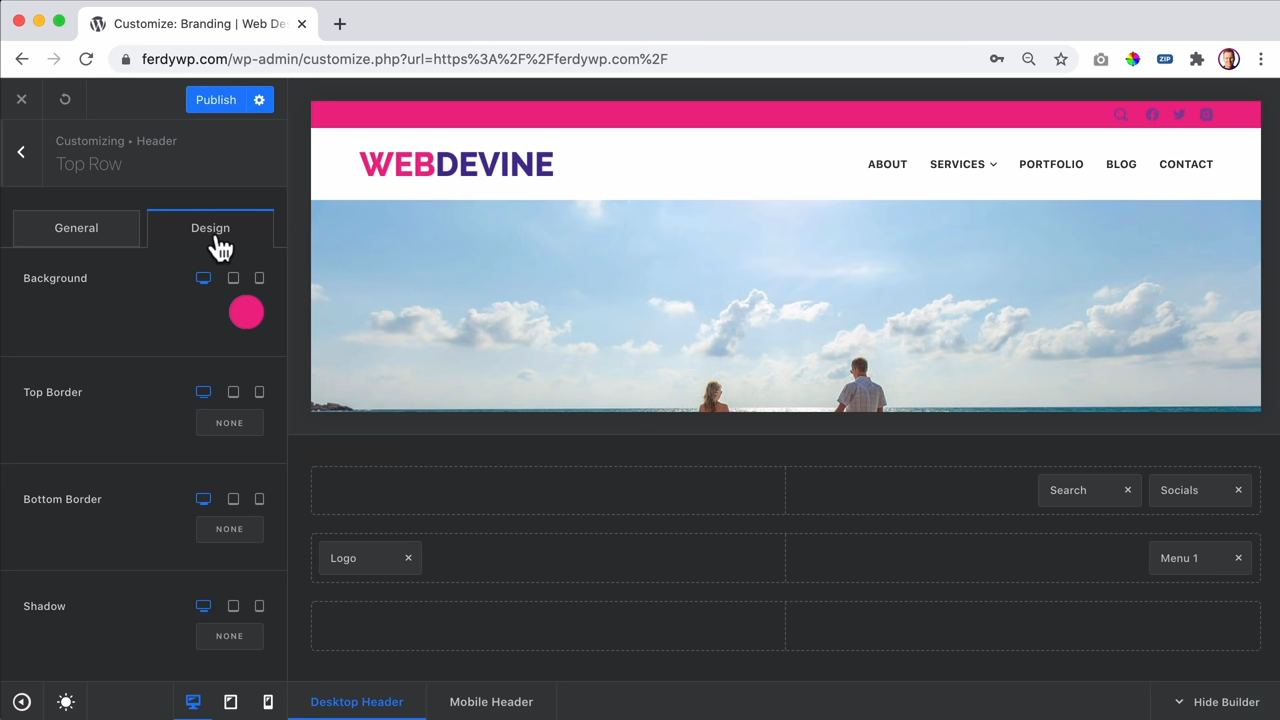 Customize: Branding | Web De
ferdywp.com/wp-admin/customize.php?url=https%3A%2F%2Fferdywp.com%2F
ZIP
Publish
Customizing • Header
Top Row
General
Design
Background
Top Border
NONE
Bottom Border
NONE
Shadow
NONE
WEBDEVINE
ABOUT SERVICES PORTFOLIO BLOG CONTACT
Search
Socials
Logo
Menu 1
Desktop Header
Mobile Header
Hide Builder